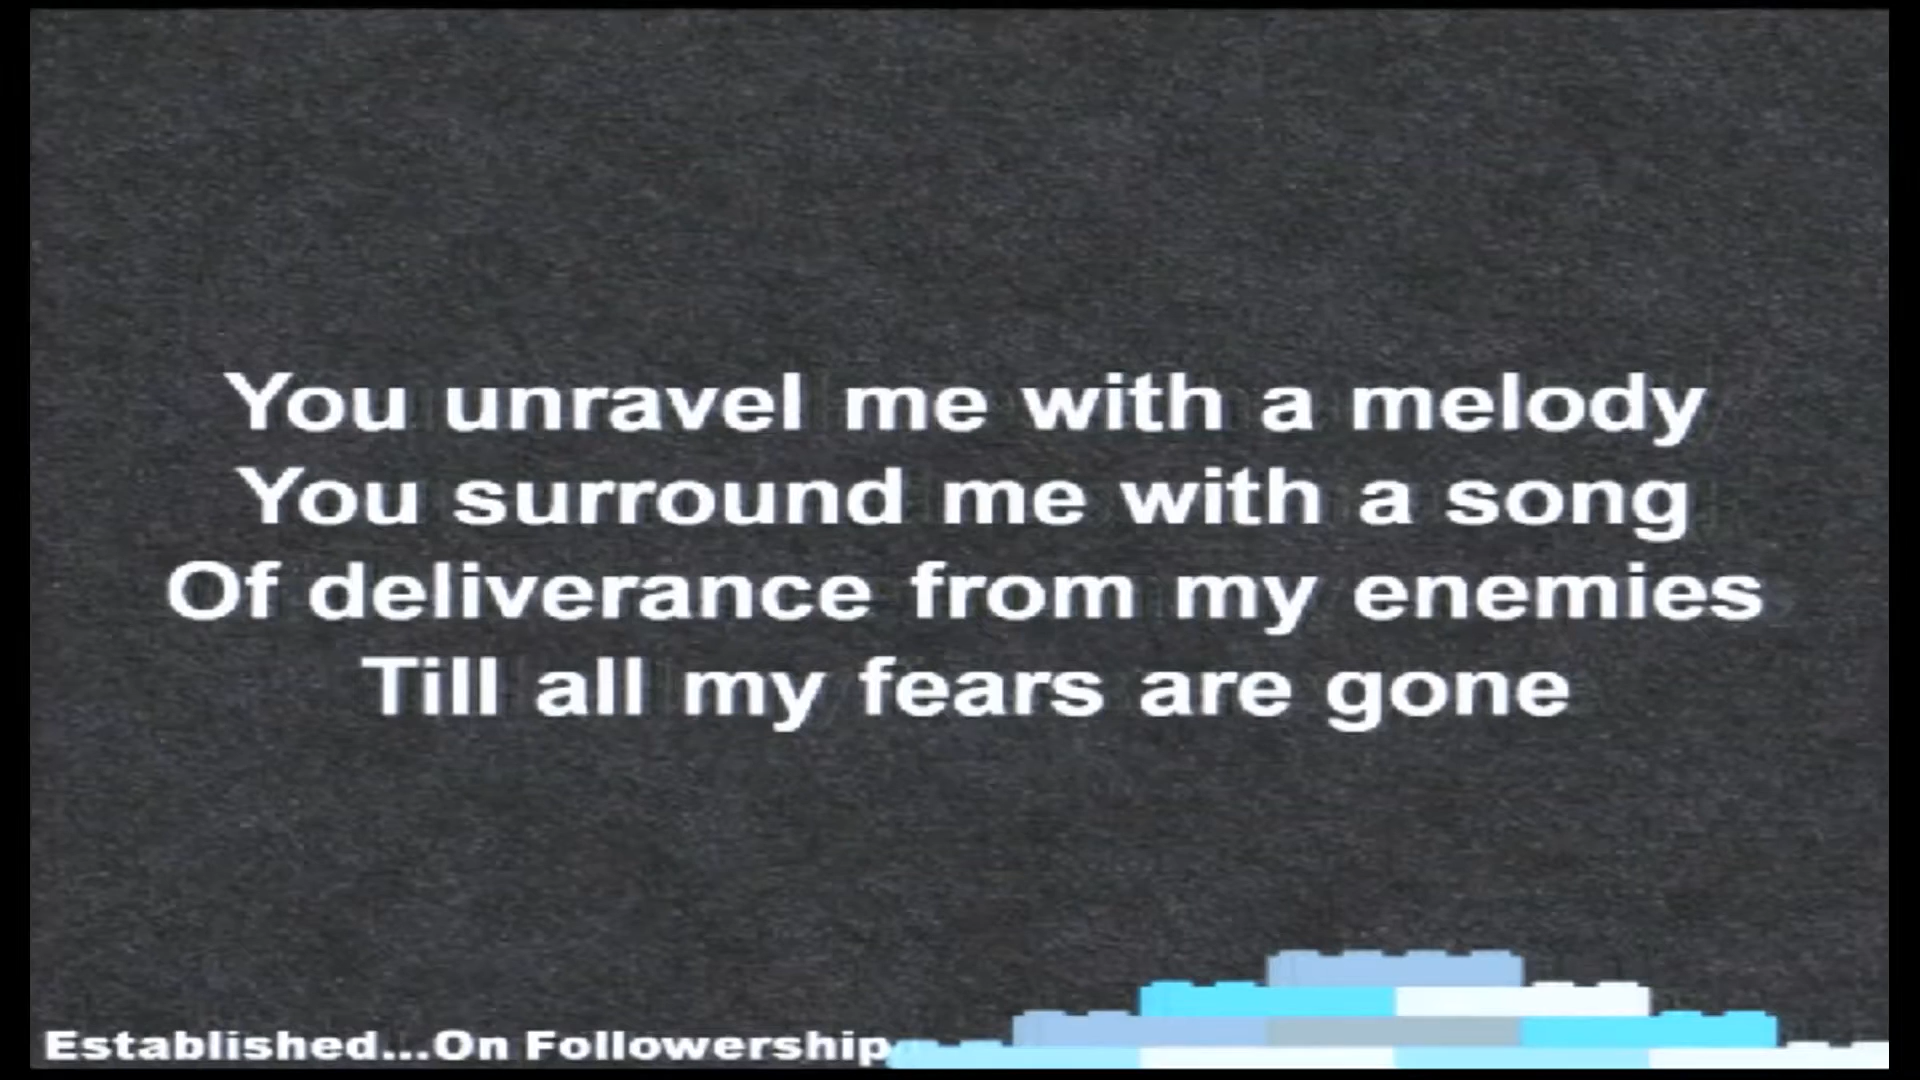 You unravel me with a melody
You surround me with a song
Of deliverance from my enemies
Till all my fears are gone
Established...On Followership